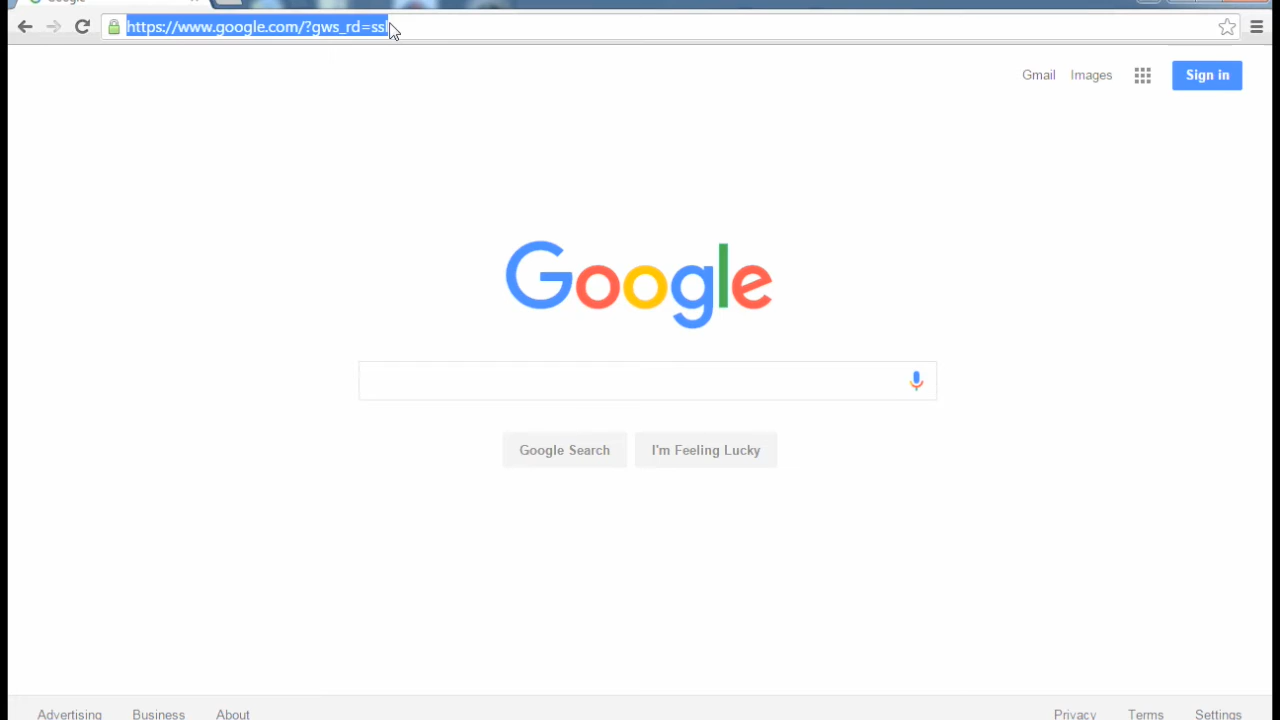 Google
https://www.google.com/?gws_rd=ssl
Gmail Images Sign in
Google
Google Search I'm Feeling Lucky
Advertising Business About Privacy Terms Settings